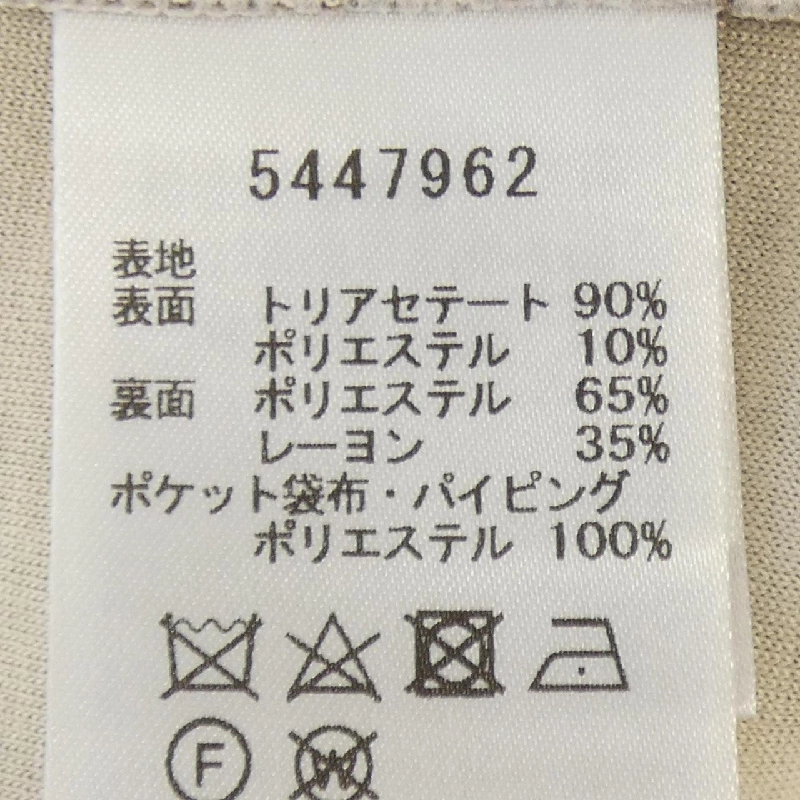 5447962
表地
表面 トリアセテート 90%
ポリエステル 10%
裏面 ポリエステル 65%
レーヨン 35%
ポケット袋布・パイピング
ポリエステル 100%
F W